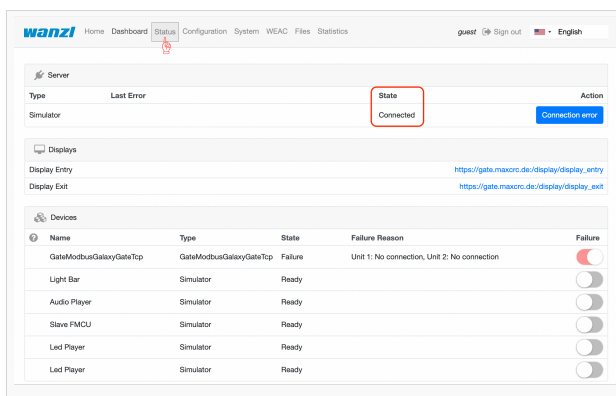 wanzl Home Dashboard Status Configuration System WEAC Files Statistics guest Sign out English
Server
Type Last Error State Action
Simulator Connected Connection error
Displays
Display Entry https://gate.maxcrc.de:/display/display_entry
Display Exit https://gate.maxcrc.de:/display/display_exit
Devices
? Name Type State Failure Reason Failure
GateModbusGalaxyGateTcp GateModbusGalaxyGateTcp Failure Unit 1: No connection, Unit 2: No connection
Light Bar Simulator Ready
Audio Player Simulator Ready
Slave FMCU Simulator Ready
Led Player Simulator Ready
Led Player Simulator Ready